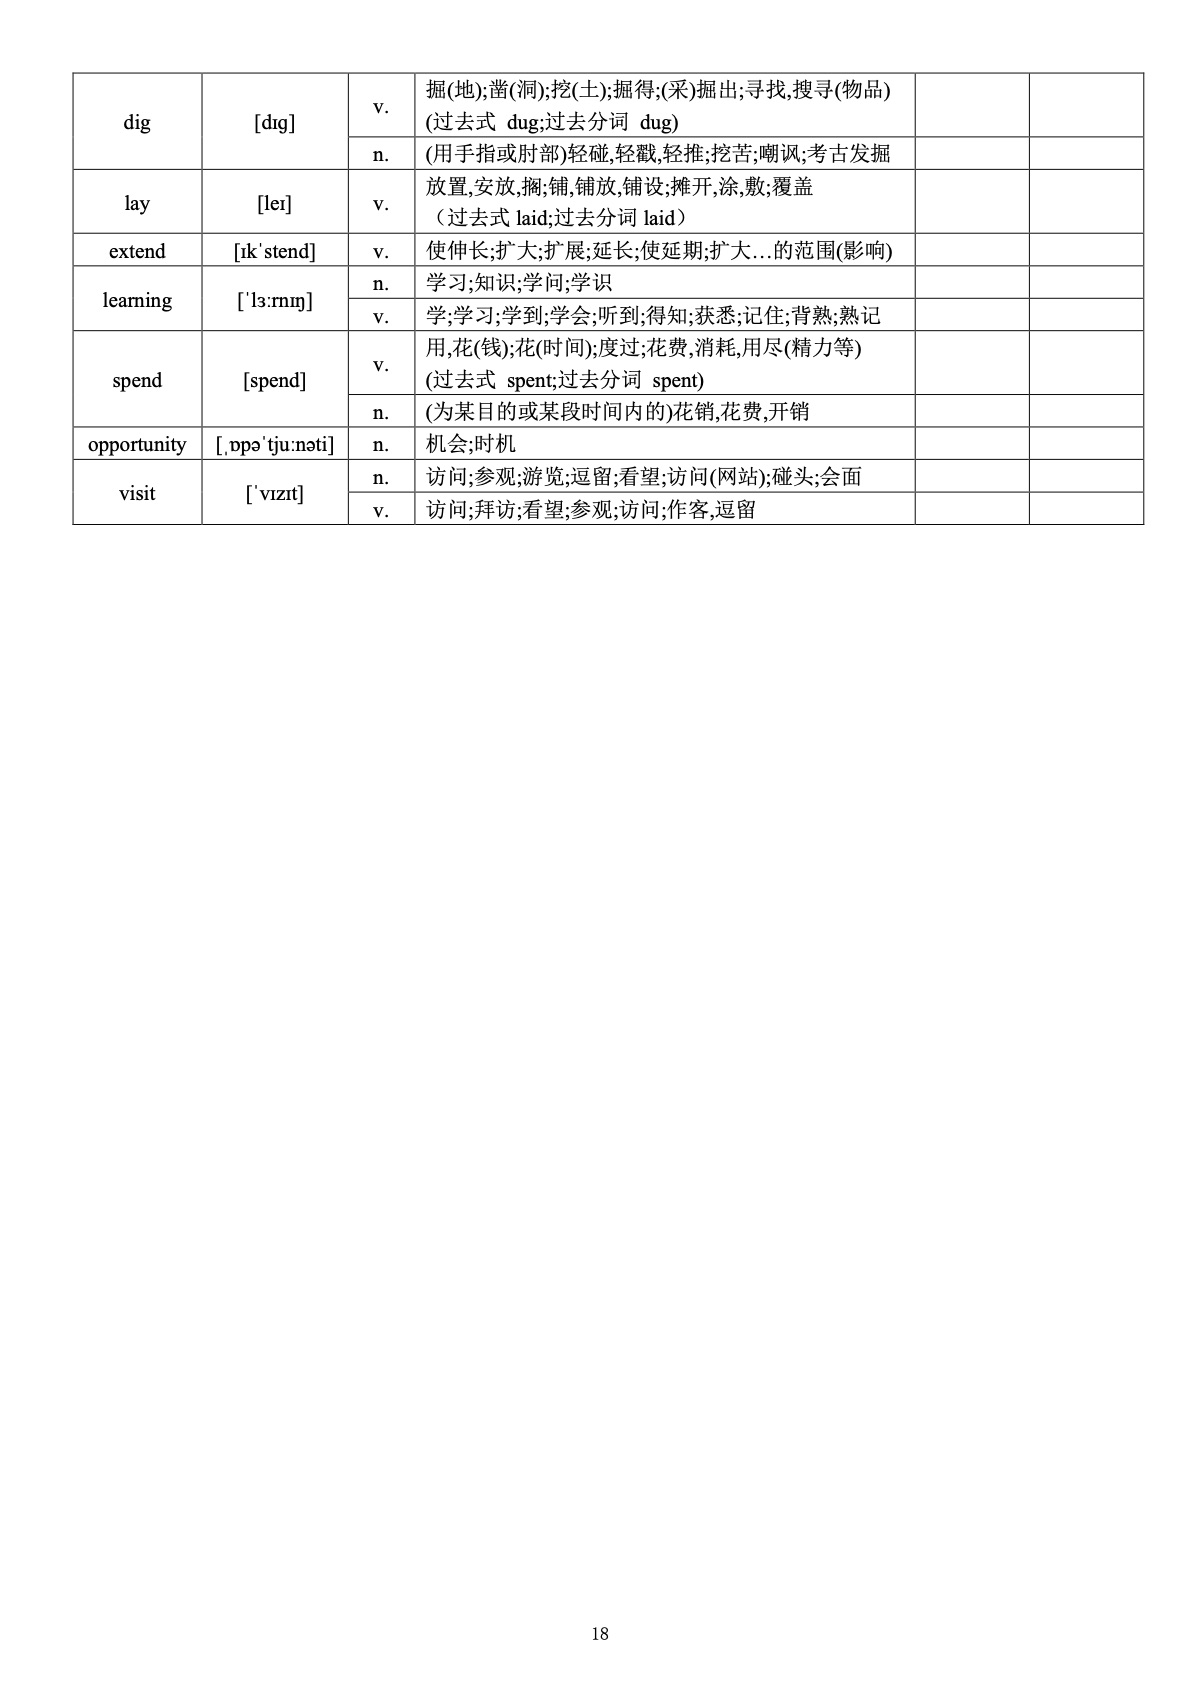 dig [dɪɡ] v. 掘(地);凿(洞);挖(土);掘得;(采)掘出;寻找,搜寻(物品)
(过去式 dug;过去分词 dug)
n. (用手指或肘部)轻碰,轻戳,轻推;挖苦;嘲讽;考古发掘
lay [leɪ] v. 放置,安放,搁;铺,铺放,铺设;摊开,涂,敷;覆盖
（过去式 laid;过去分词 laid）
extend [ɪkˈstend] v. 使伸长;扩大;扩展;延长;使延期;扩大…的范围(影响)
learning [ˈlɜːrnɪŋ] n. 学习;知识;学问;学识
v. 学;学习;学到;学会;听到;得知;获悉;记住;背熟;熟记
spend [spend] v. 用,花(钱);花(时间);度过;花费,消耗,用尽(精力等)
(过去式 spent;过去分词 spent)
n. (为某目的或某段时间内的)花销,花费,开销
opportunity [ˌɒpəˈtjuːnəti] n. 机会;时机
visit [ˈvɪzɪt] n. 访问;参观;游览;逗留;看望;访问(网站);碰头;会面
v. 访问;拜访;看望;参观;访问;作客,逗留
18